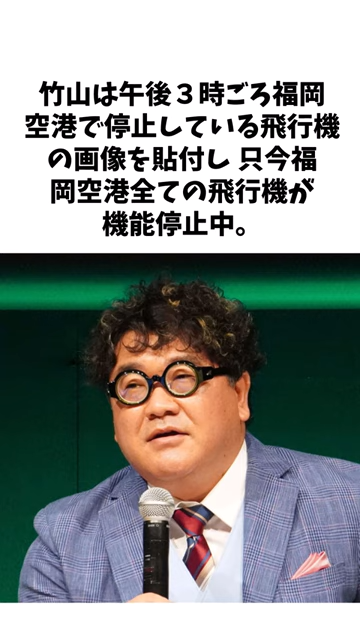 竹山は午後３時ごろ福岡
空港で停止している飛行機
の画像を貼付し 只今福
岡空港全ての飛行機が
機能停止中。